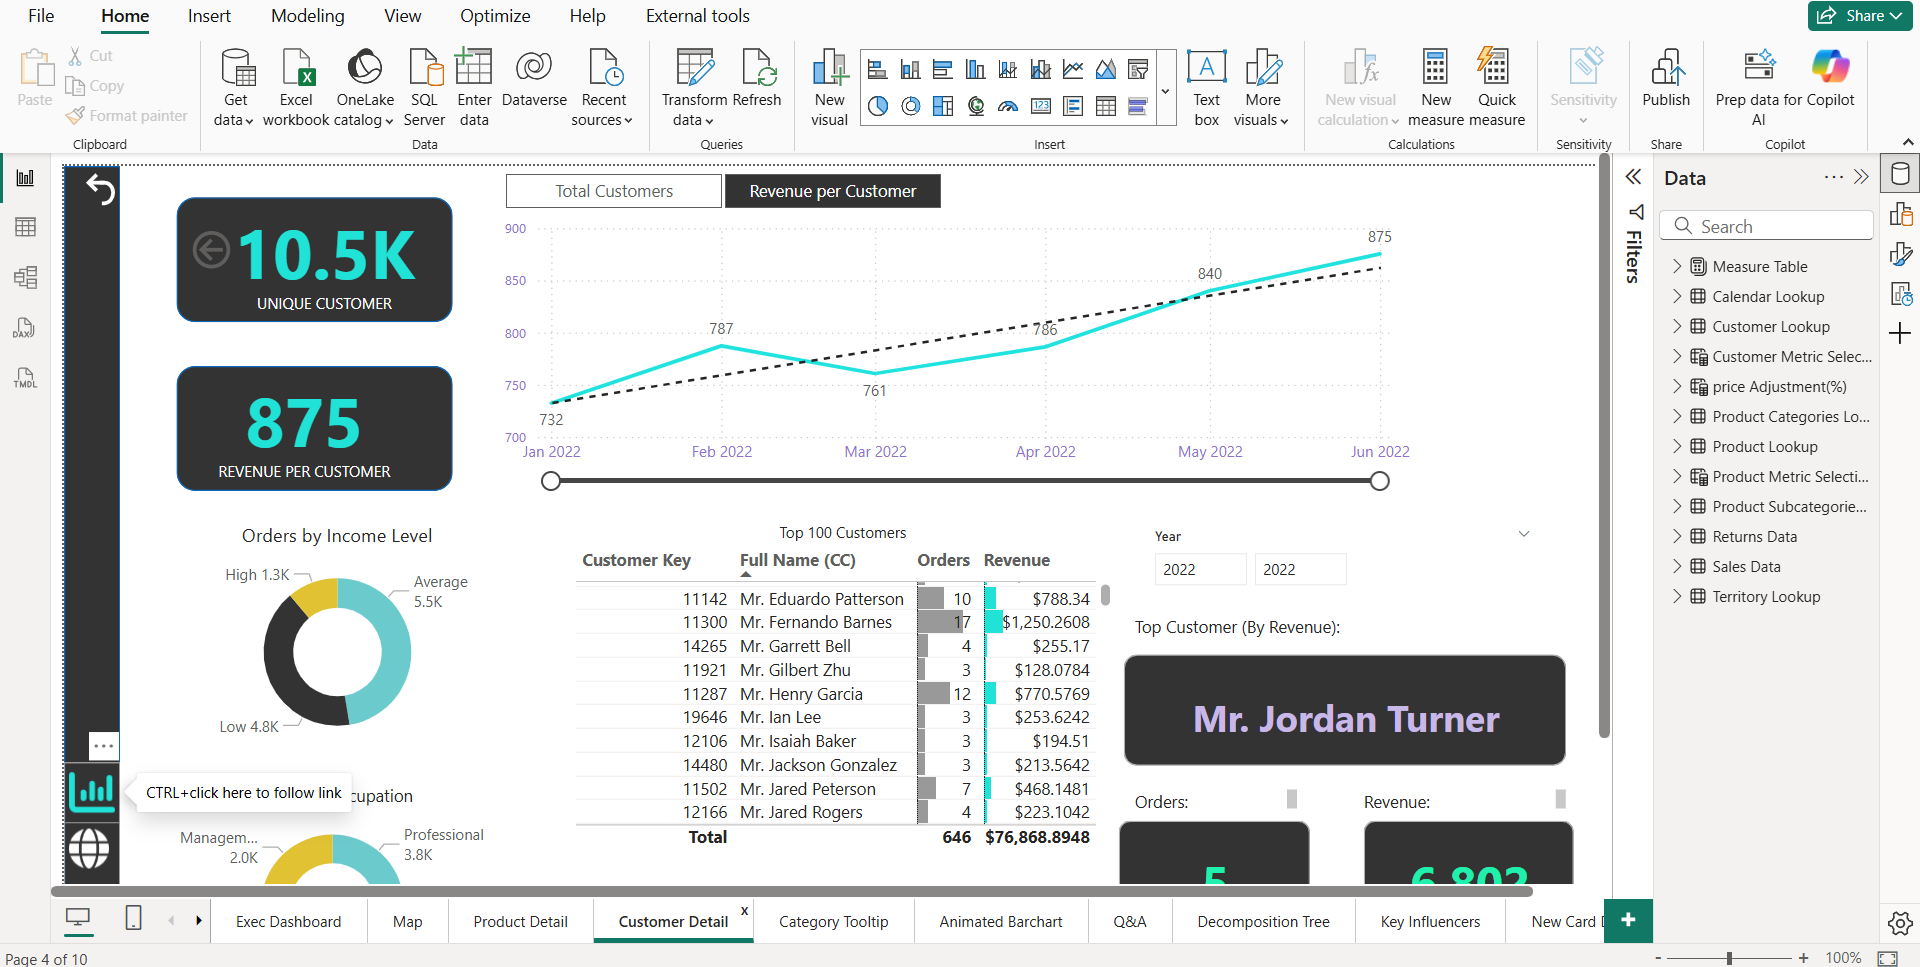 File Home Insert Modeling View Optimize Help External tools
Share
Paste
Cut
Copy
Format painter
Clipboard
Get data
Excel workbook
OneLake catalog
SQL Server
Enter data
Dataverse
Recent sources
Data
Transform data
Refresh
Queries
New visual
Text box
More visuals
Insert
New visual calculation
New measure
Quick measure
Calculations
Sensitivity
Sensitivity
Publish
Share
Prep data for AI
Copilot
Copilot
10.5K
UNIQUE CUSTOMER
875
REVENUE PER CUSTOMER
Total Customers
Revenue per Customer
900
850
800
750
700
732
787
761
786
840
875
Jan 2022 Feb 2022 Mar 2022 Apr 2022 May 2022 Jun 2022
Orders by Income Level
High 1.3K
Average
5.5K
Low 4.8K
CTRL+click here to follow link
cupation
Managem...
2.0K
Professional
3.8K
Top 100 Customers
Customer Key Full Name (CC) Orders Revenue
11142 Mr. Eduardo Patterson 10 $788.34
11300 Mr. Fernando Barnes 17 $1,250.2608
14265 Mr. Garrett Bell 4 $255.17
11921 Mr. Gilbert Zhu 3 $128.0784
11287 Mr. Henry Garcia 12 $770.5769
19646 Mr. Ian Lee 3 $253.6242
12106 Mr. Isaiah Baker 3 $194.51
14480 Mr. Jackson Gonzalez 3 $213.5642
11502 Mr. Jared Peterson 7 $468.1481
12166 Mr. Jared Rogers 4 $223.1042
Total 646 $76,868.8948
Year
2022 2022
Top Customer (By Revenue):
Mr. Jordan Turner
Orders:
5
Revenue:
6,802
Filters
Data
Search
Measure Table
Calendar Lookup
Customer Lookup
Customer Metric Selec...
price Adjustment(%)
Product Categories Lo...
Product Lookup
Product Metric Selecti...
Product Subcategorie...
Returns Data
Sales Data
Territory Lookup
DAX
TMDL
Exec Dashboard Map Product Detail Customer Detail x Category Tooltip Animated Barchart Q&A Decomposition Tree Key Influencers New Card
Page 4 of 10
- + 100%